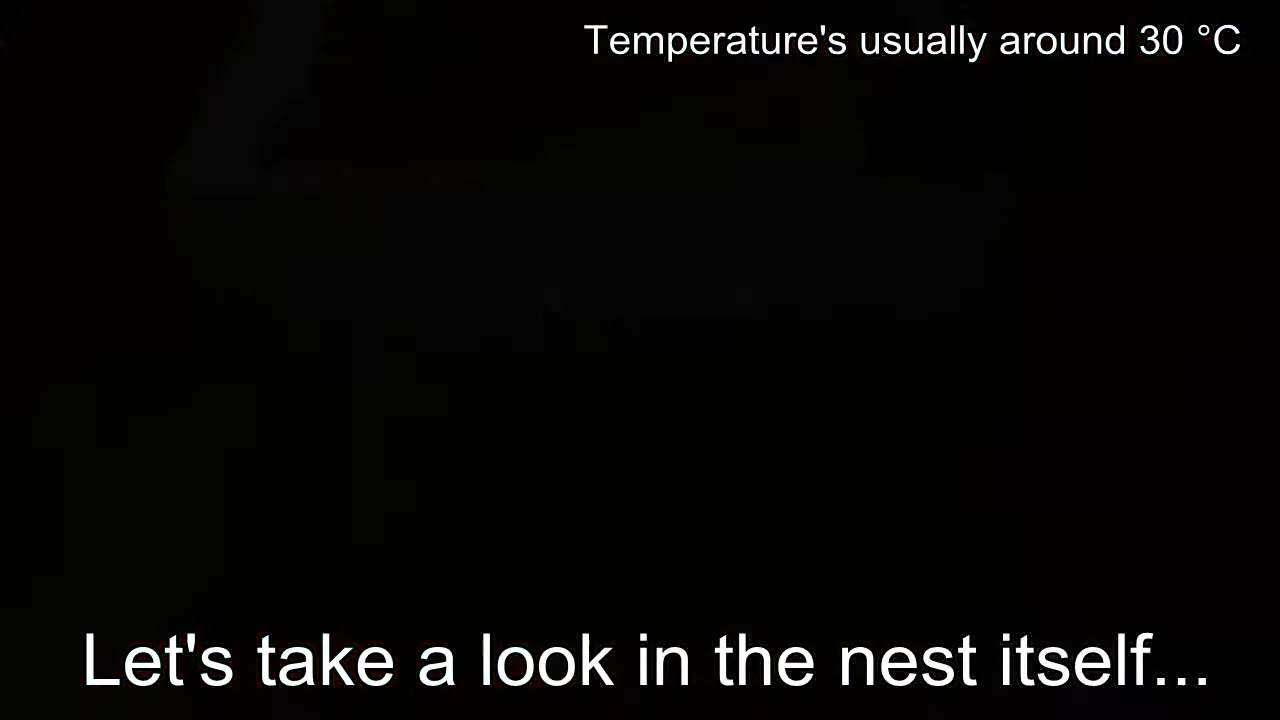 Temperature's usually around 30 °C
Let's take a look in the nest itself...